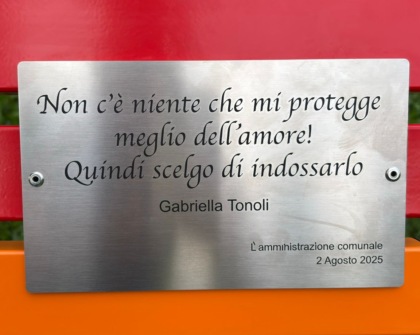 Non c'è niente che mi protegge
meglio dell'amore!
Quindi scelgo di indossarlo
Gabriella Tonoli
L'amministrazione comunale
2 Agosto 2025